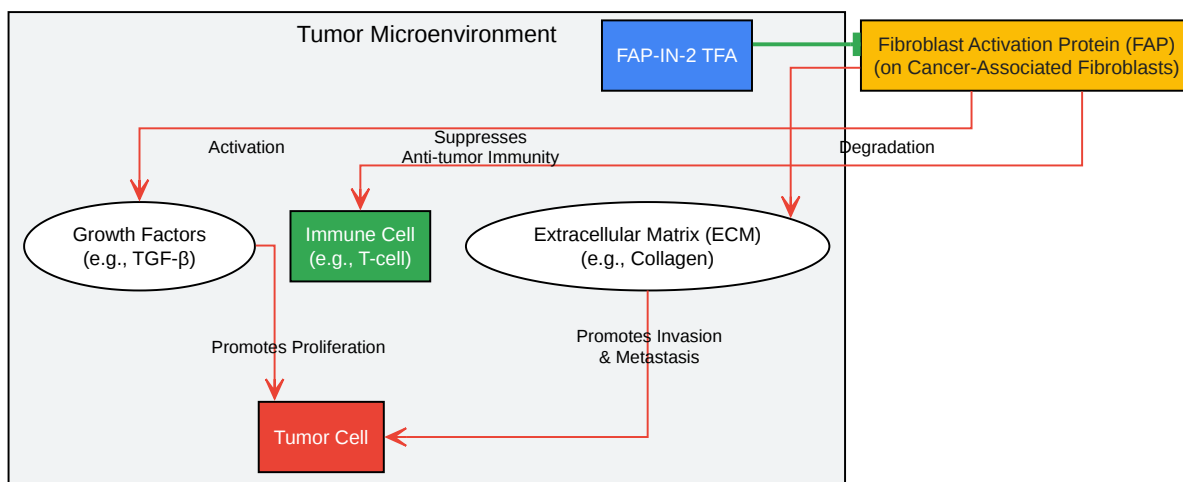 Tumor Microenvironment
FAP-IN-2 TFA
Fibroblast Activation Protein (FAP)
(on Cancer-Associated Fibroblasts)
Activation
Suppresses
Anti-tumor Immunity
Degradation
Growth Factors
(e.g., TGF-β)
Immune Cell
(e.g., T-cell)
Extracellular Matrix (ECM)
(e.g., Collagen)
Promotes Proliferation
Promotes Invasion
& Metastasis
Tumor Cell